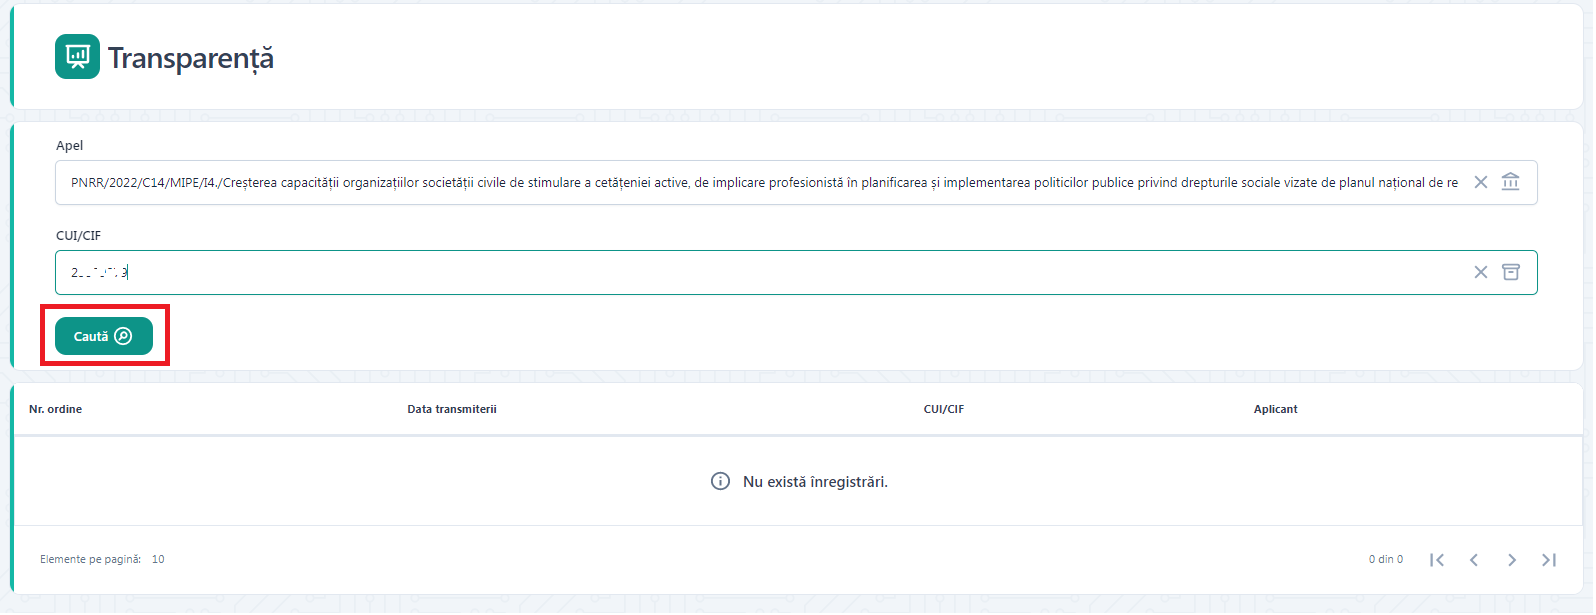 Transparență
Apel
PNRR/2022/C14/MIPE/I4./Creșterea capacității organizațiilor societății civile de stimulare a cetățeniei active, de implicare profesionistă în planificarea și implementarea politicilor publice privind drepturile sociale vizate de planul național de re
CUI/CIF
Caută
Nr. ordine Data transmiterii CUI/CIF Aplicant
Nu există înregistrări.
Elemente pe pagină: 10 0 din 0